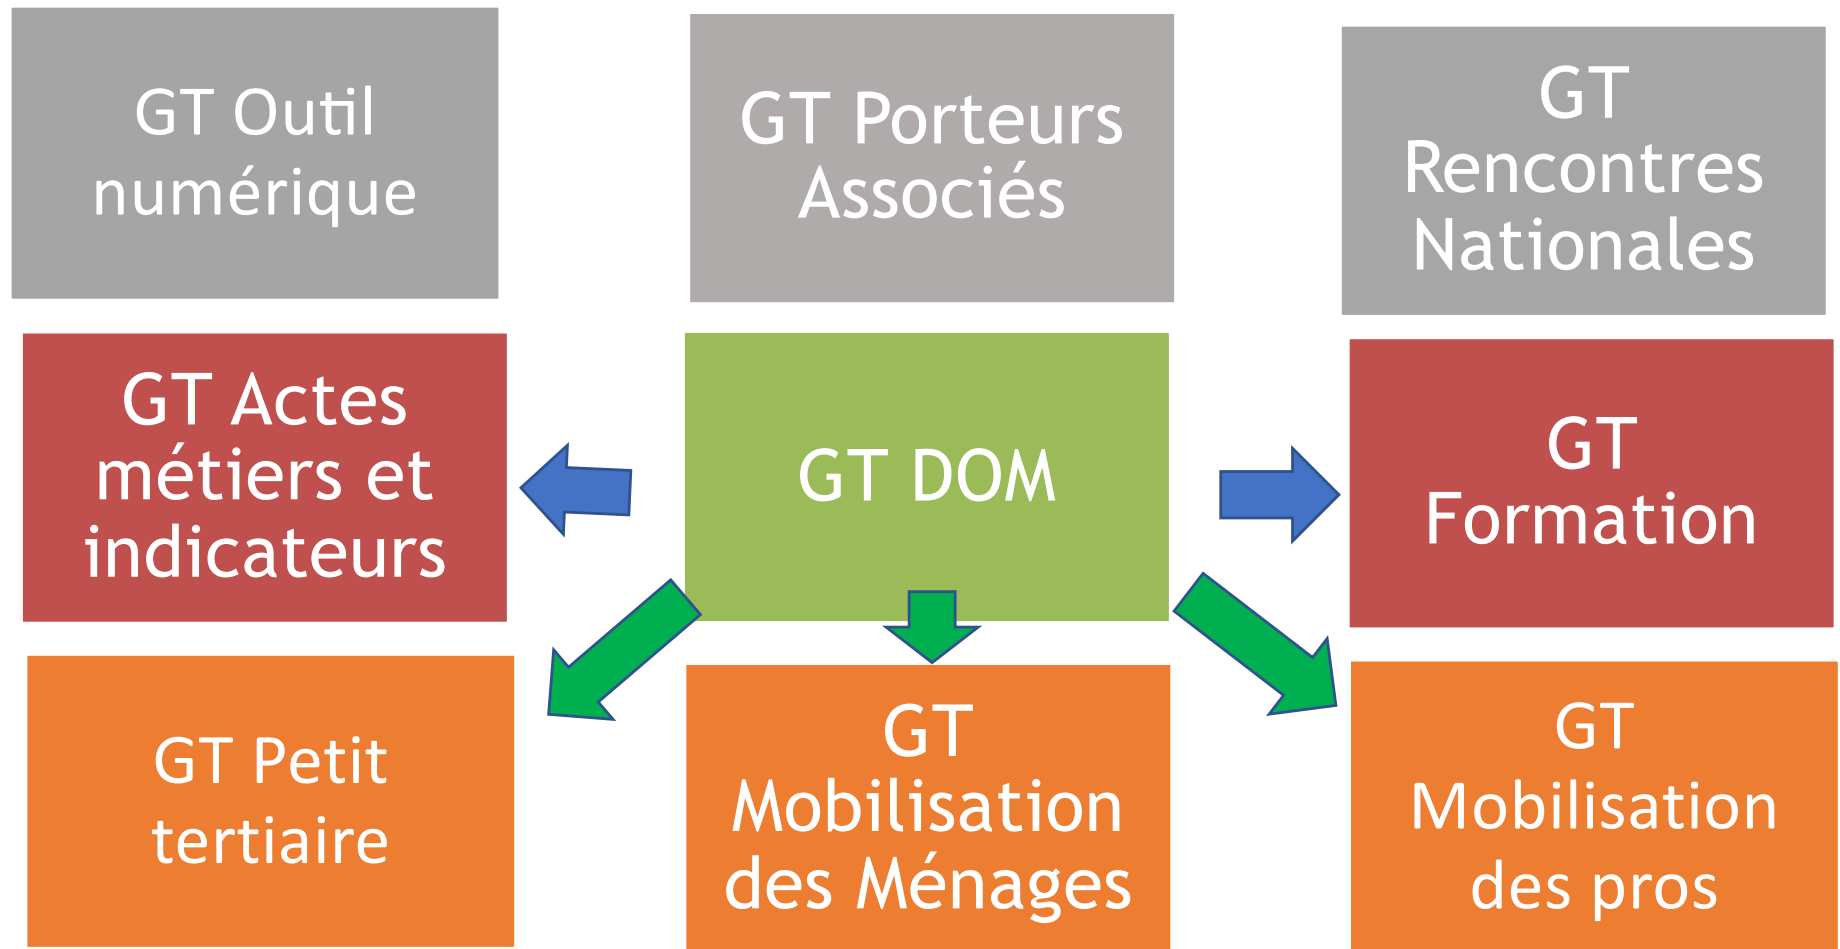 GT Outil
numérique
GT Porteurs
Associés
GT
Rencontres
Nationales
GT Actes
métiers et
indicateurs
GT DOM
GT
Formation
GT Petit
tertiaire
GT
Mobilisation
des Ménages
GT
Mobilisation
des pros